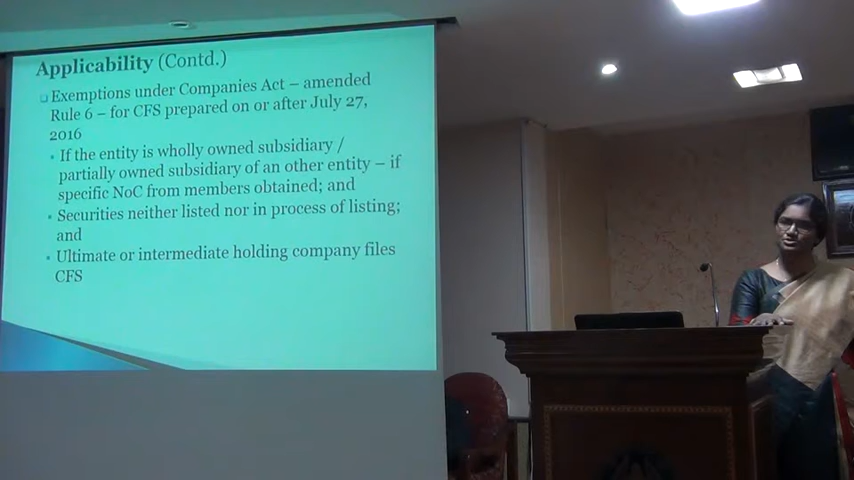 Applicability (Contd.)
Exemptions under Companies Act – amended
Rule 6 – for CFS prepared on or after July 27,
2016
If the entity is wholly owned subsidiary /
partially owned subsidiary of an other entity – if
specific NoC from members obtained; and
Securities neither listed nor in process of listing;
and
Ultimate or intermediate holding company files
CFS